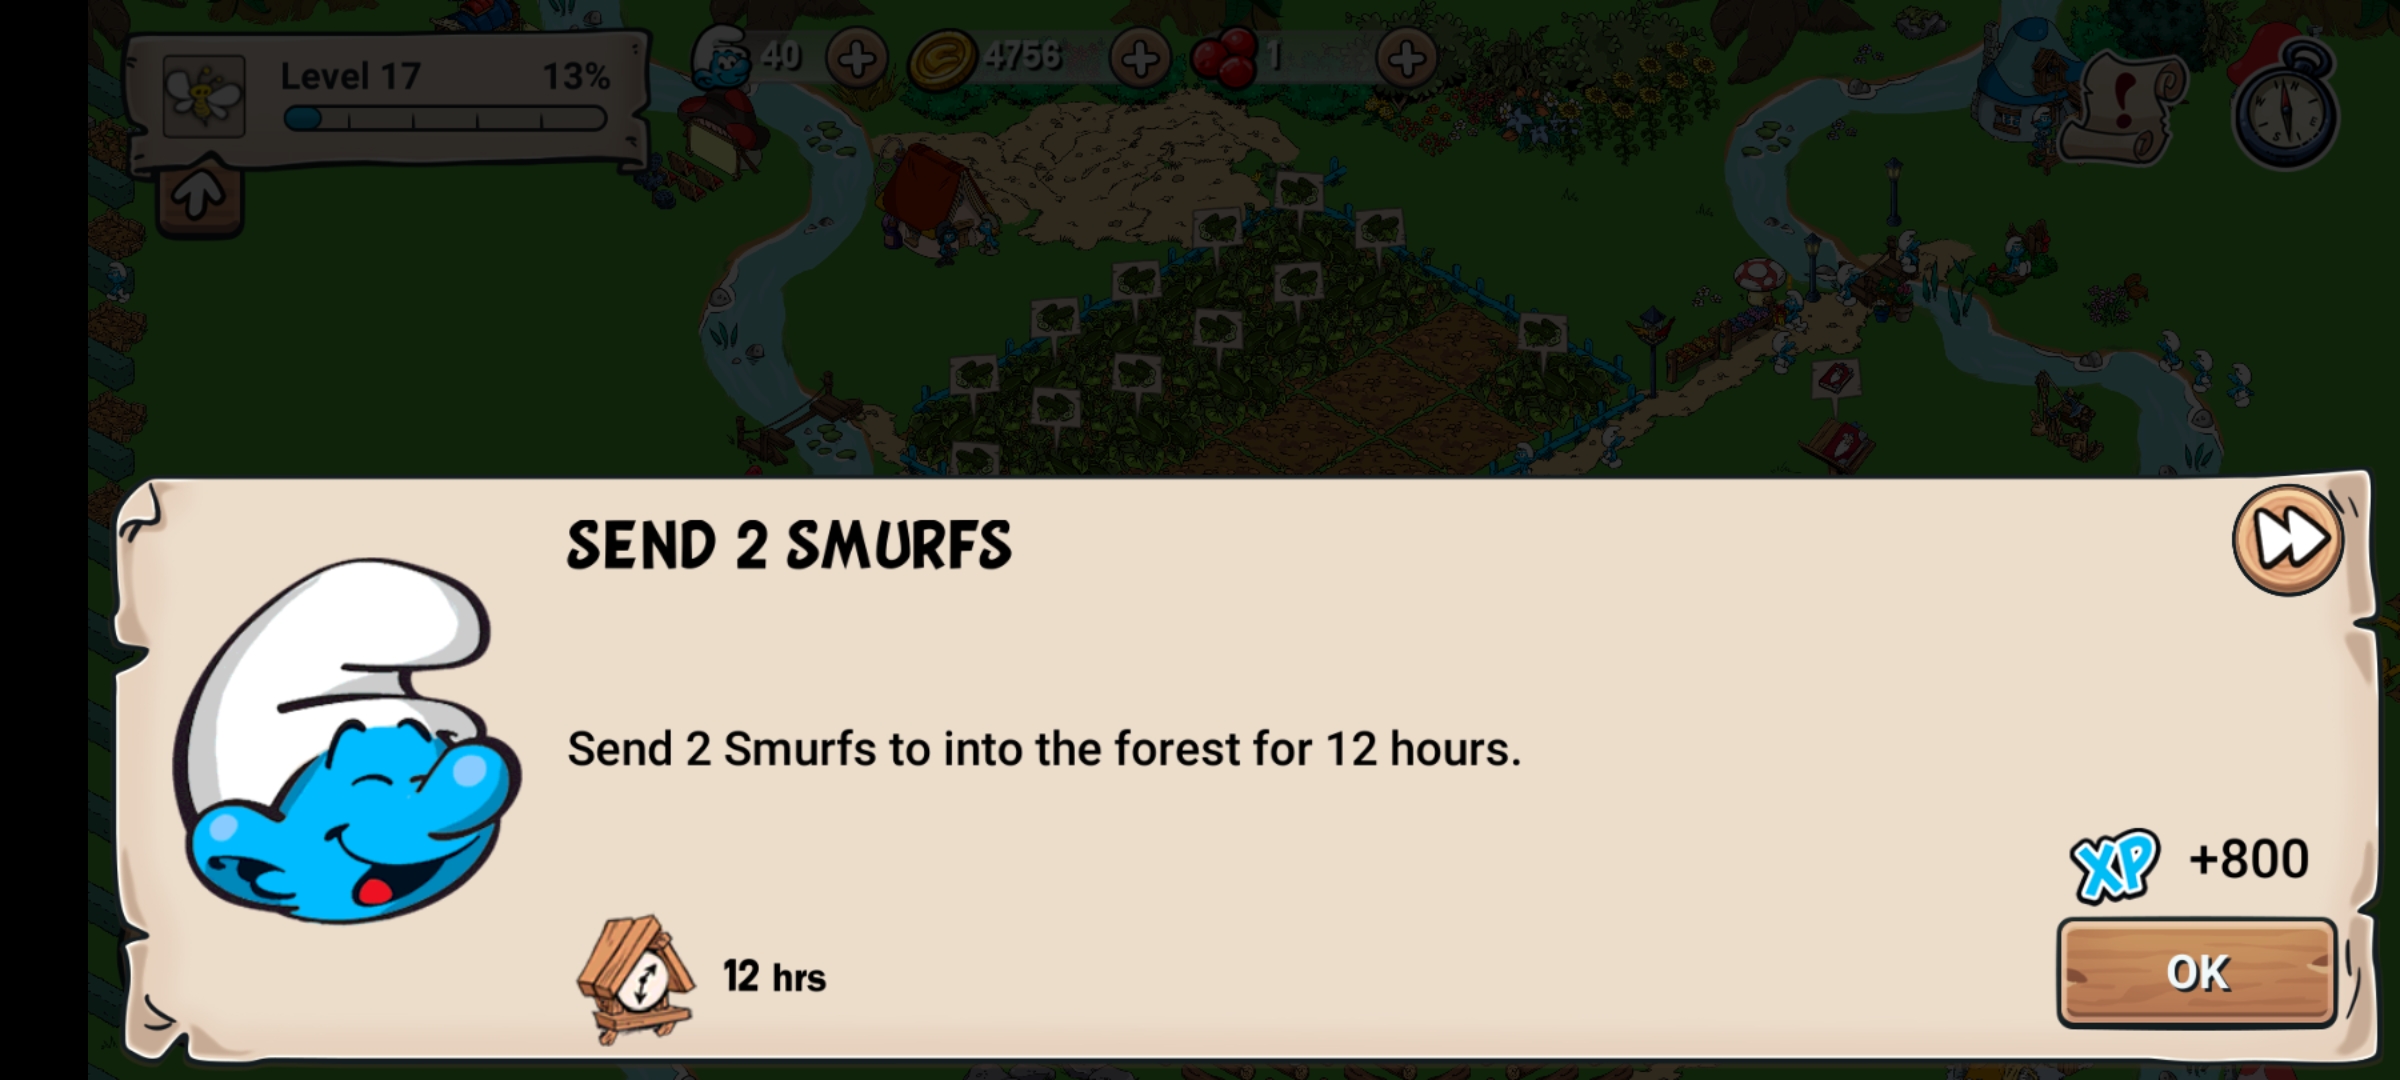 Level 17 13%
40
4756
1
SEND 2 SMURFS
Send 2 Smurfs to into the forest for 12 hours.
XP +800
12 hrs
OK